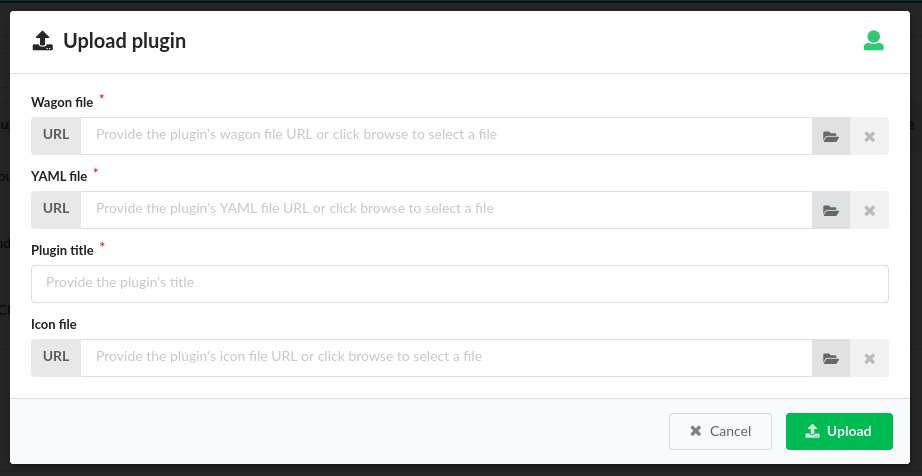 Upload plugin
Wagon file *
URL Provide the plugin's wagon file URL or click browse to select a file
YAML file *
URL Provide the plugin's YAML file URL or click browse to select a file
Plugin title *
Provide the plugin's title
Icon file
URL Provide the plugin's icon file URL or click browse to select a file
Cancel Upload